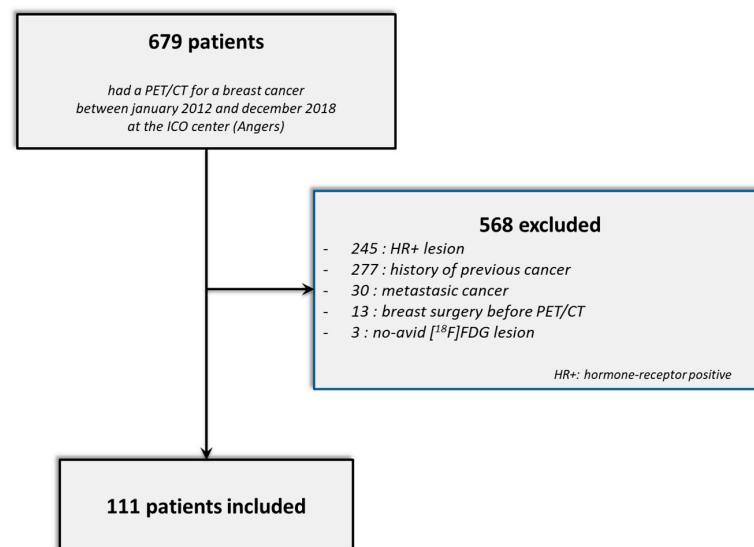 679 patients
had a PET/CT for a breast cancer
between january 2012 and december 2018
at the ICO center (Angers)
568 excluded
- 245 : HR+ lesion
- 277 : history of previous cancer
- 30 : metastasic cancer
- 13 : breast surgery before PET/CT
- 3 : no-avid [¹⁸F]FDG lesion
HR+: hormone-receptor positive
111 patients included